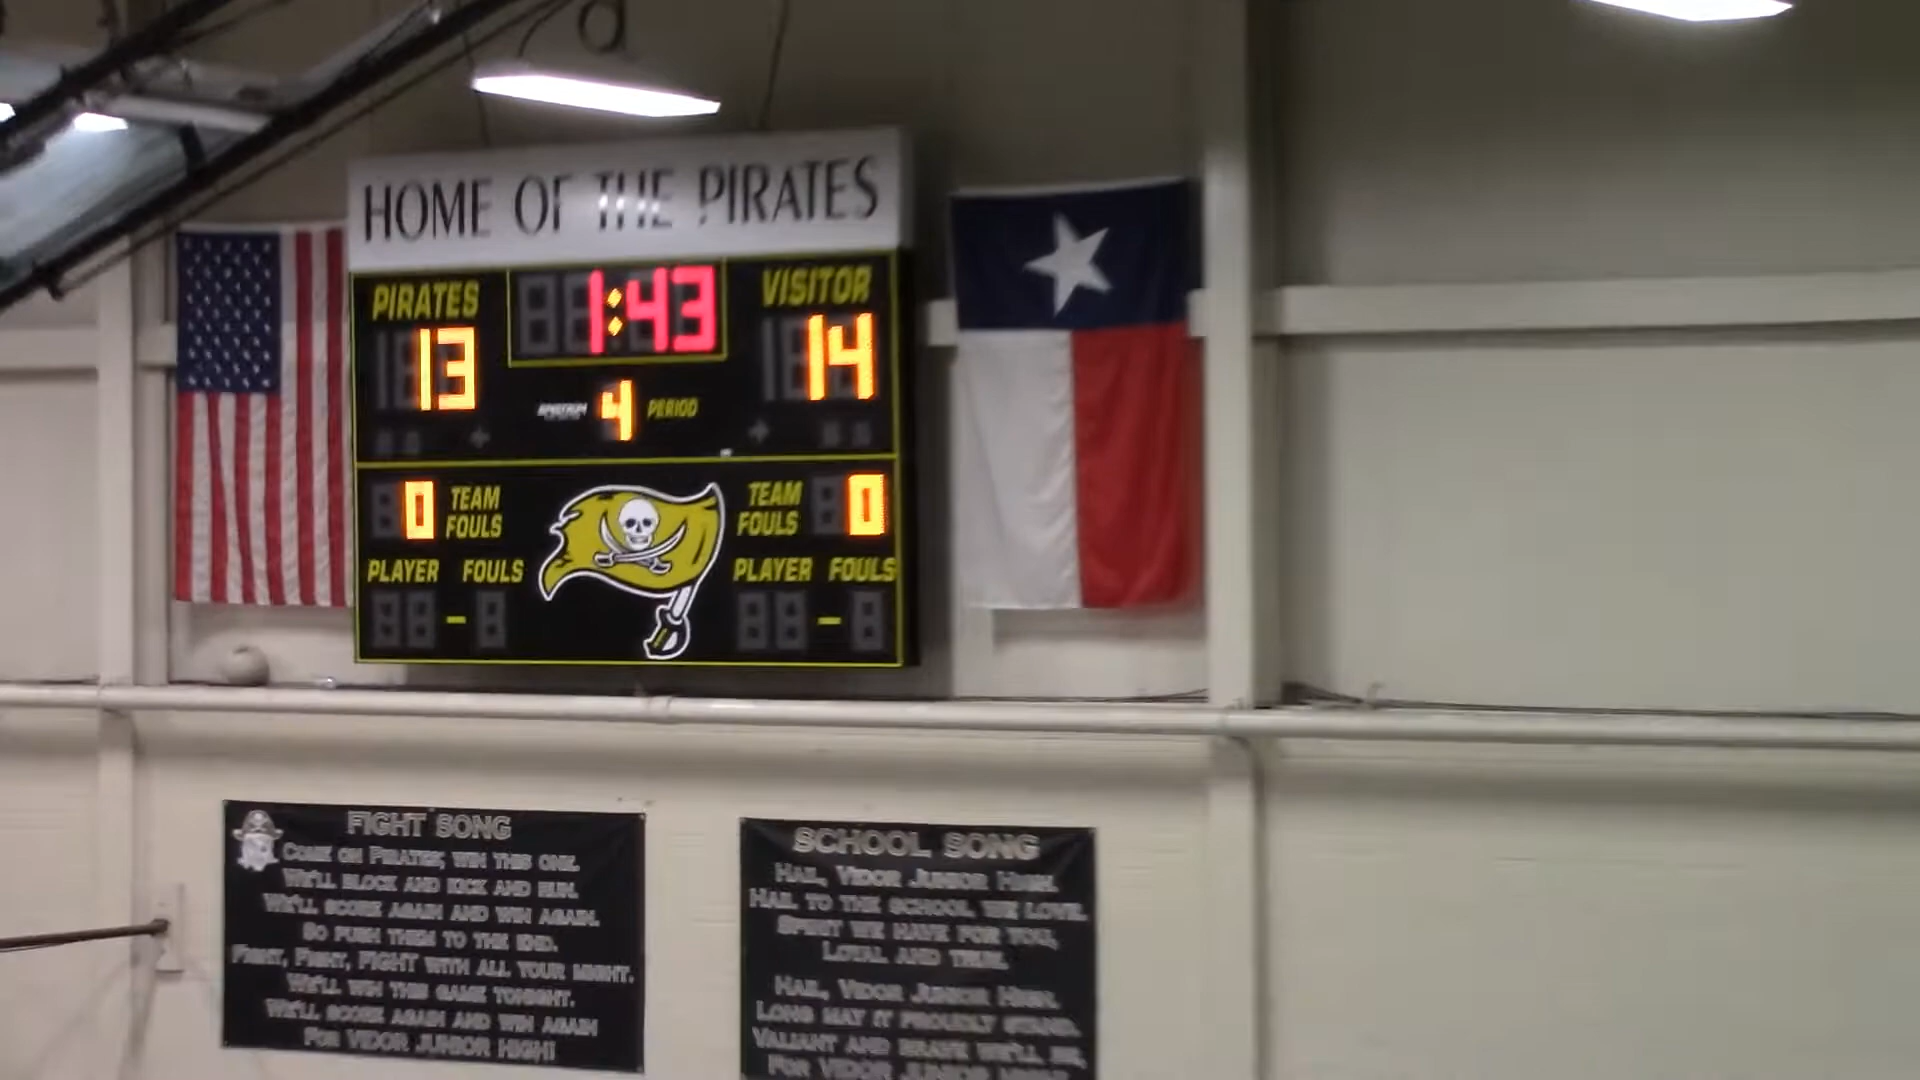 HOME OF THE PIRATES
PIRATES
1:43
VISITOR
13
14
4 PERIOD
0 TEAM FOULS
TEAM FOULS 0
PLAYER FOULS
PLAYER FOULS
FIGHT SONG
COME ON PIRATES, WIN THIS ONE.
WE'LL BLOCK AND KICK AND RUN.
WE'LL SCORE AGAIN AND WIN AGAIN.
SO PUSH THEM TO THE END.
FIGHT, FIGHT, FIGHT WITH ALL YOUR MIGHT.
WE'LL WIN THIS GAME TONIGHT.
WE'LL SCORE AGAIN AND WIN AGAIN
FOR VIDOR JUNIOR HIGH!
SCHOOL SONG
HAIL, VIDOR JUNIOR HIGH.
HAIL TO THE SCHOOL WE LOVE.
SPIRIT WE HAVE FOR YOU,
LOYAL AND TRUE.
HAIL, VIDOR JUNIOR HIGH.
LONG MAY IT PROUDLY STAND.
VALIANT AND BRAVE WE'LL BE,
FOR VIDOR JUNIOR